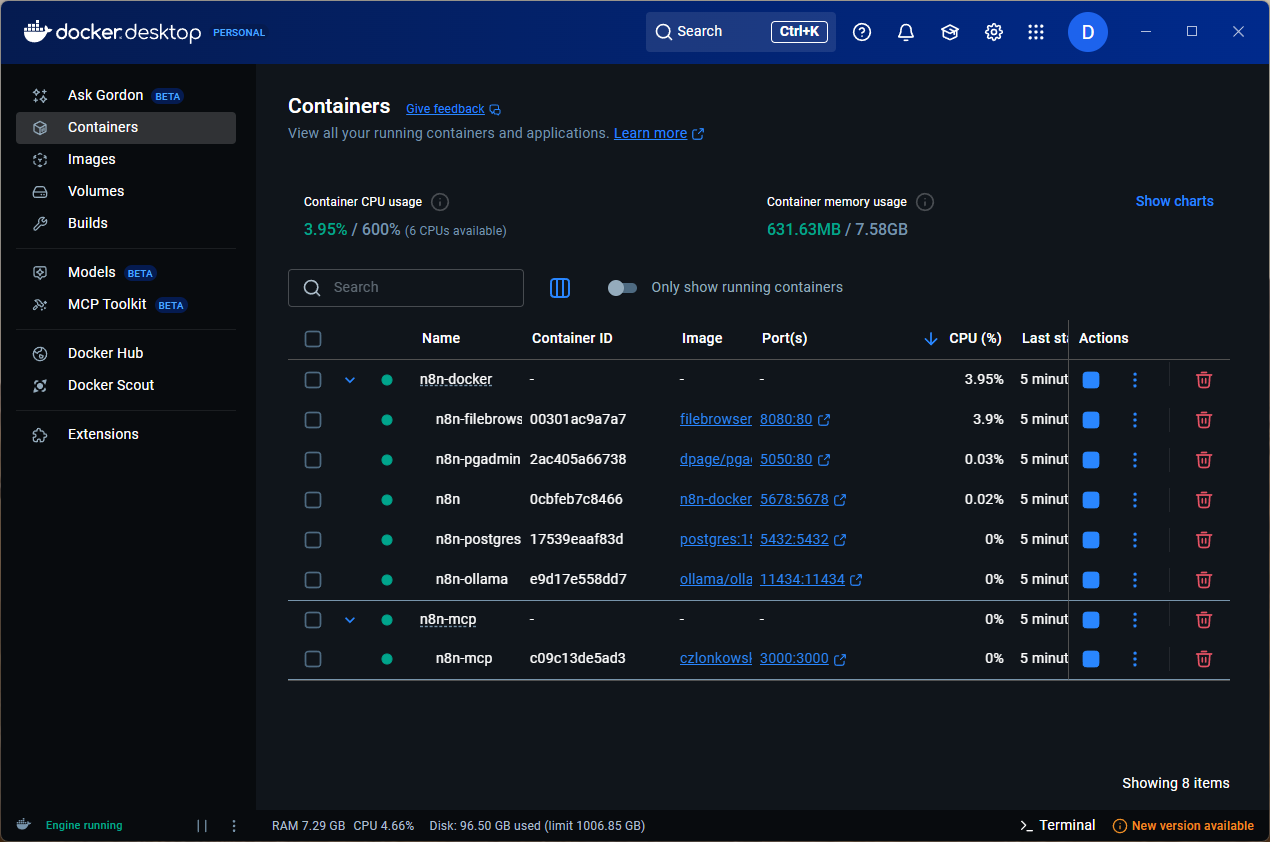 docker.desktop PERSONAL Search Ctrl+K D
Ask Gordon BETA
Containers
Images
Volumes
Builds
Models BETA
MCP Toolkit BETA
Docker Hub
Docker Scout
Extensions
Containers Give feedback
View all your running containers and applications. Learn more
Container CPU usage
3.95% / 600% (6 CPUs available)
Container memory usage
631.63MB / 7.58GB
Show charts
Search
Only show running containers
Name Container ID Image Port(s) CPU (%) Last sta Actions
n8n-docker - - - 3.95% 5 minut
n8n-filebrows 00301ac9a7a7 filebrowser 8080:80 3.9% 5 minut
n8n-pgadmin 2ac405a66738 dpage/pgad 5050:80 0.03% 5 minut
n8n 0cbfeb7c8466 n8n-docker 5678:5678 0.02% 5 minut
n8n-postgres 17539eaaf83d postgres:15 5432:5432 0% 5 minut
n8n-ollama e9d17e558dd7 ollama/olla 11434:11434 0% 5 minut
n8n-mcp - - - 0% 5 minut
n8n-mcp c09c13de5ad3 czlonkowsl 3000:3000 0% 5 minut
Showing 8 items
Engine running RAM 7.29 GB CPU 4.66% Disk: 96.50 GB used (limit 1006.85 GB) Terminal New version available